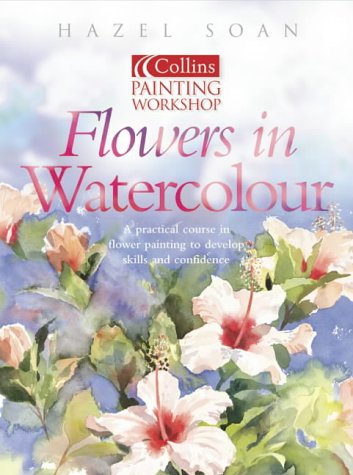 HAZEL SOAN
Collins
PAINTING
WORKSHOP
Flowers in
Watercolour
A practical course in
flower painting to develop
skills and confidence